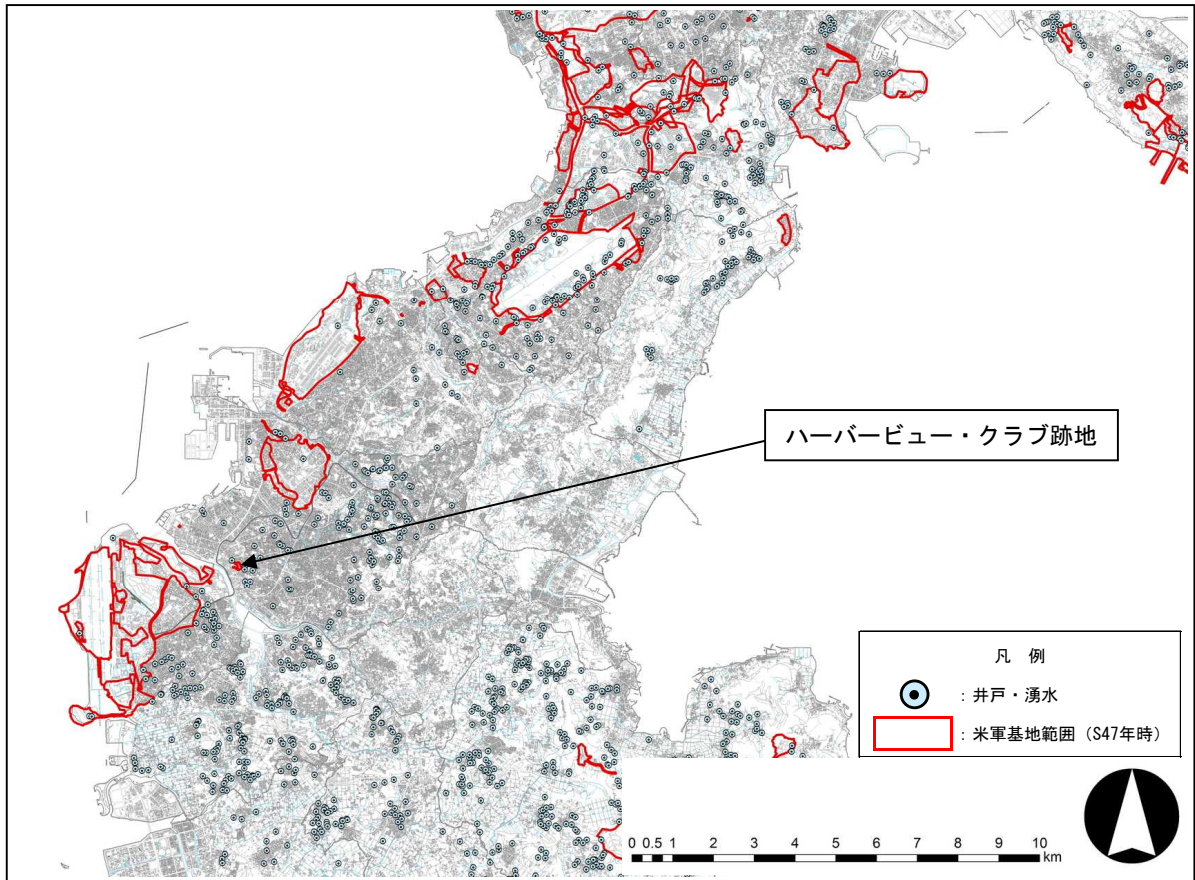 ハーバービュー・クラブ跡地
凡 例
：井戸・湧水
：米軍基地範囲（S47年時）
0 0.5 1 2 3 4 5 6 7 8 9 10
km